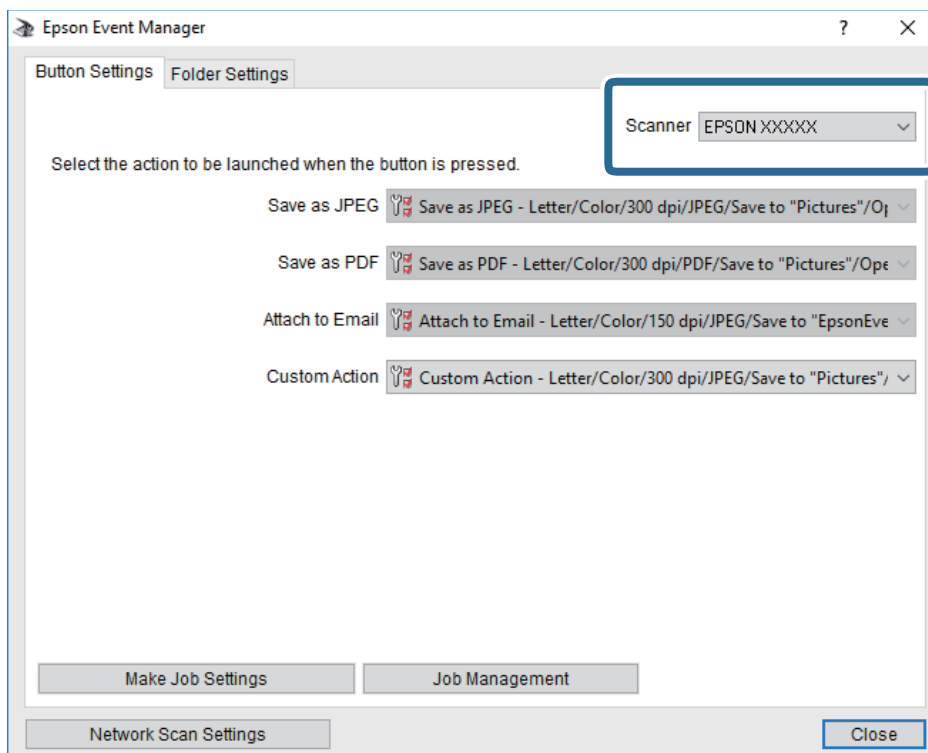 Epson Event Manager
Button Settings Folder Settings
Scanner EPSON XXXXX
Select the action to be launched when the button is pressed.
Save as JPEG Save as JPEG - Letter/Color/300 dpi/JPEG/Save to "Pictures"/Op
Save as PDF Save as PDF - Letter/Color/300 dpi/PDF/Save to "Pictures"/Ope
Attach to Email Attach to Email - Letter/Color/150 dpi/JPEG/Save to "EpsonEve
Custom Action Custom Action - Letter/Color/300 dpi/JPEG/Save to "Pictures"/
Make Job Settings Job Management
Network Scan Settings Close